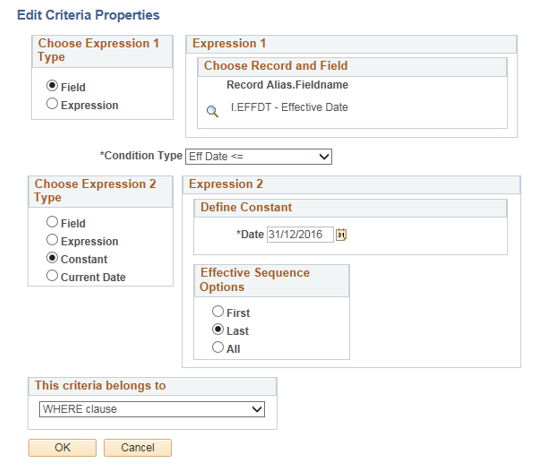 Edit Criteria Properties
Choose Expression 1
Type
Field
Expression
Expression 1
Choose Record and Field
Record Alias.Fieldname
I.EFFDT - Effective Date
*Condition Type Eff Date <=
Choose Expression 2
Type
Field
Expression
Constant
Current Date
Expression 2
Define Constant
*Date 31/12/2016 31
Effective Sequence
Options
First
Last
All
This criteria belongs to
WHERE clause
OK Cancel